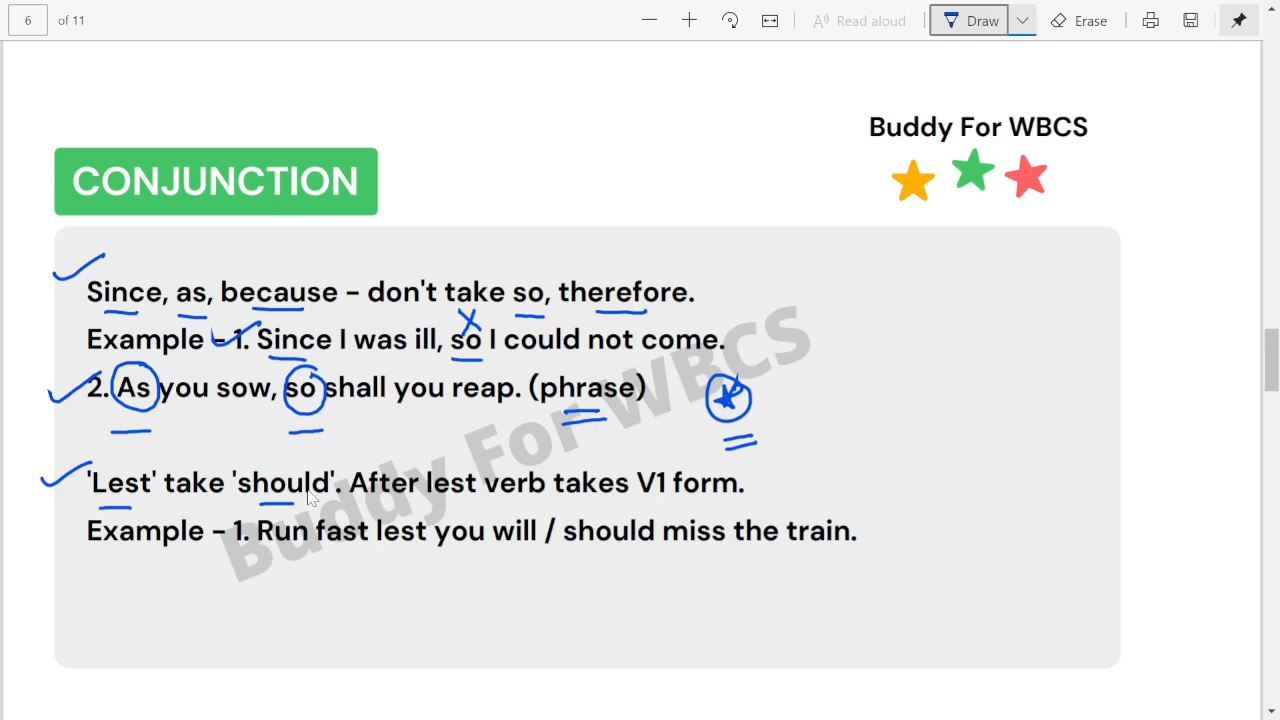 6 of 11 Read aloud Draw Erase
Buddy For WBCS
CONJUNCTION
Since, as, because – don't take so, therefore.
Example – 1. Since I was ill, so I could not come.
2. As you sow, so shall you reap. (phrase)
'Lest' take 'should'. After lest verb takes V1 form.
Example – 1. Run fast lest you will / should miss the train.
Buddy For WBCS